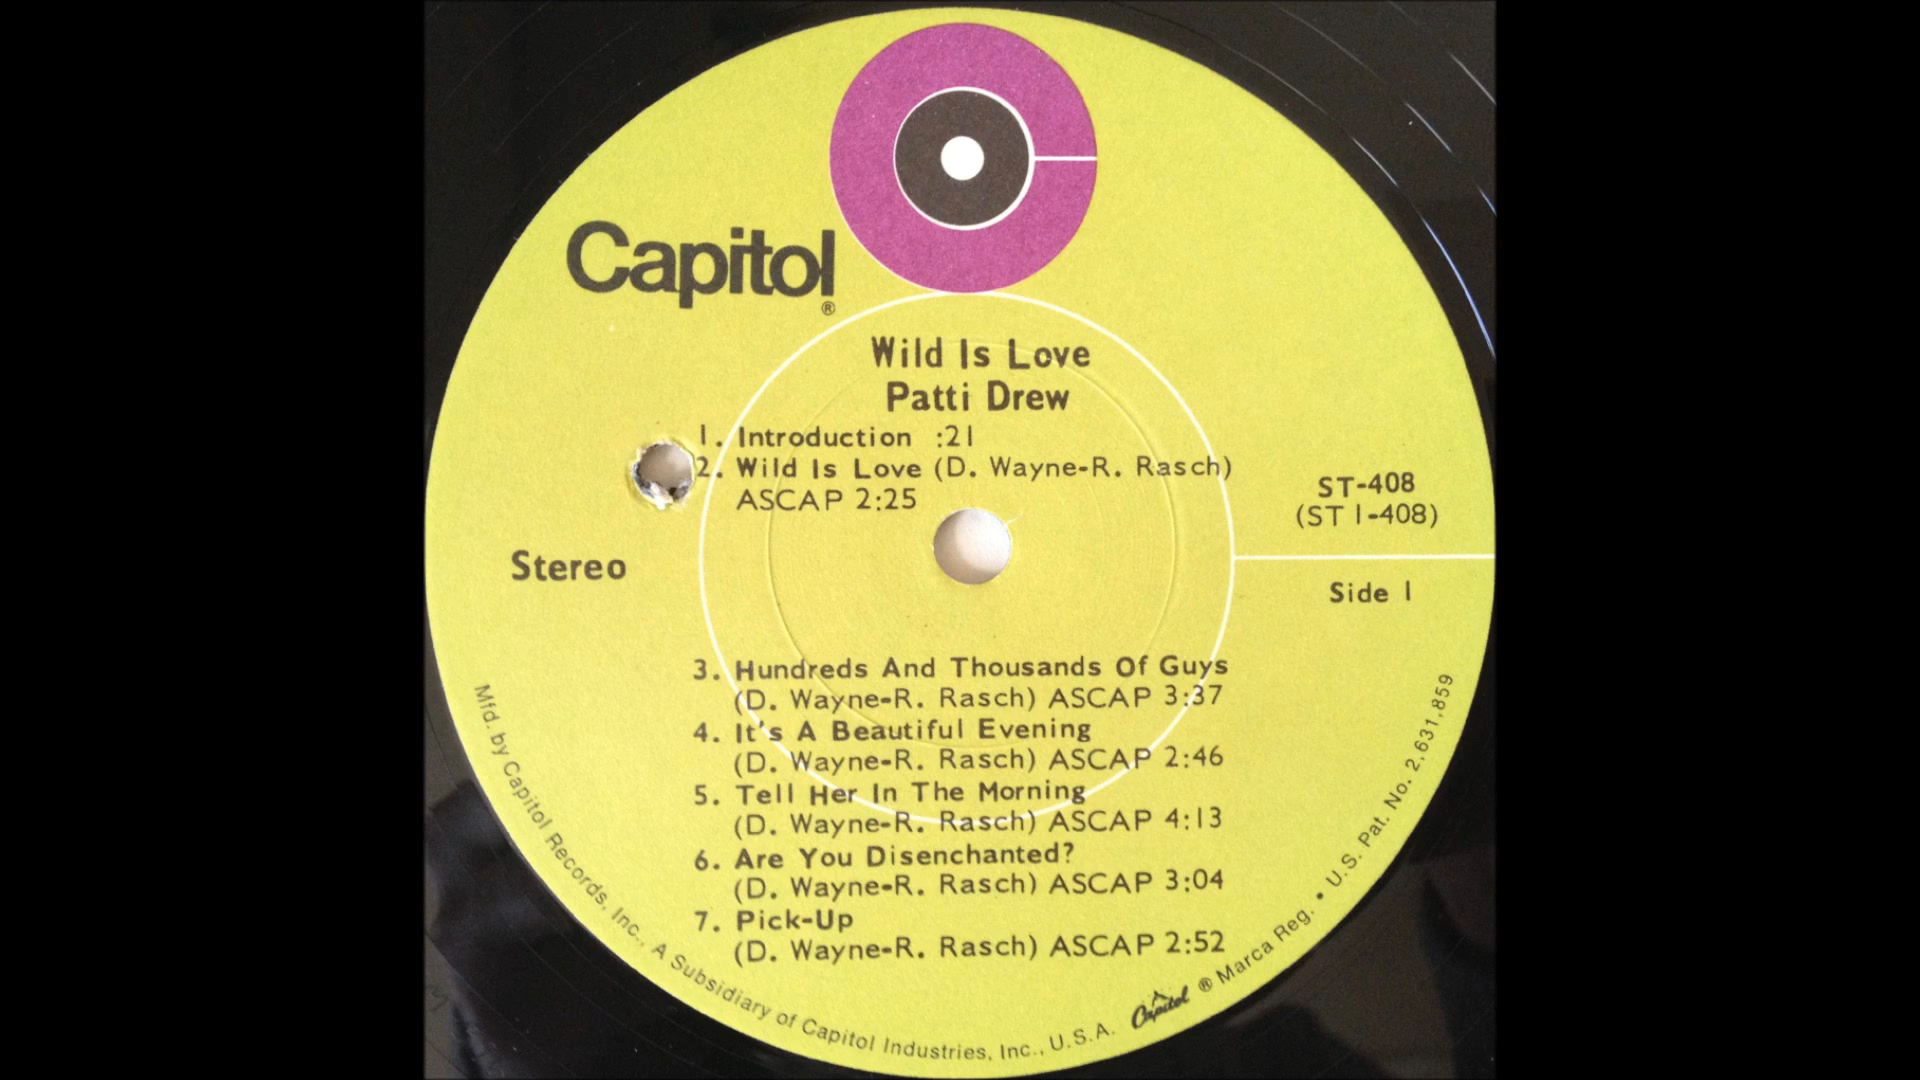 Capitol
®
Wild Is Love
Patti Drew
1. Introduction :21
2. Wild Is Love (D. Wayne-R. Rasch)
ASCAP 2:25
ST-408
(ST 1-408)
Stereo
Side 1
3. Hundreds And Thousands Of Guys
(D. Wayne-R. Rasch) ASCAP 3:37
4. It's A Beautiful Evening
(D. Wayne-R. Rasch) ASCAP 2:46
5. Tell Her In The Morning
(D. Wayne-R. Rasch) ASCAP 4:13
6. Are You Disenchanted?
(D. Wayne-R. Rasch) ASCAP 3:04
7. Pick-Up
(D. Wayne-R. Rasch) ASCAP 2:52
Mfd. by Capitol Records, Inc., A Subsidiary of Capitol Industries, Inc., U.S.A. Capitol ® Marca Reg. • U.S. Pat. No. 2,631,859